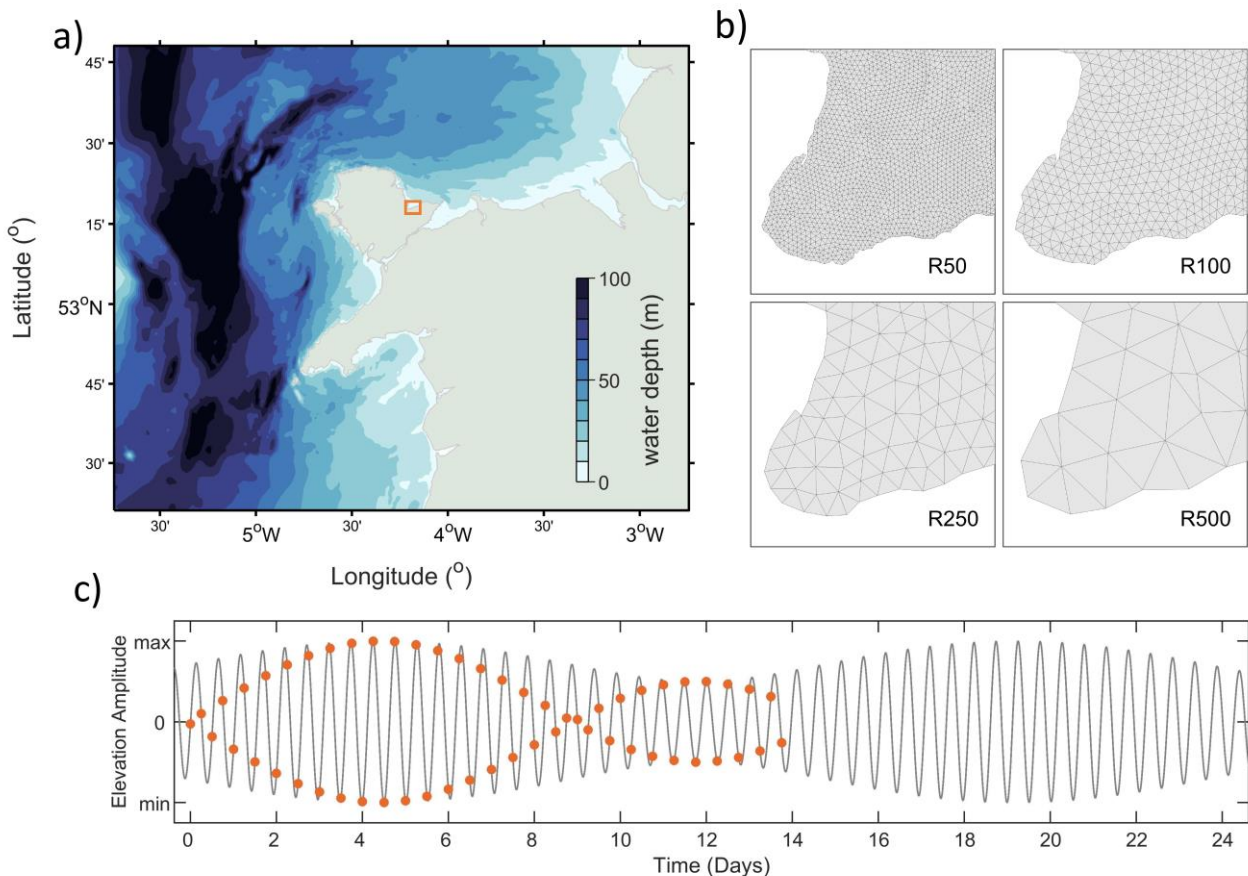 a)
45'
30'
15'
53°N
45'
30'
Latitude (°)
30'
5°W
30'
4°W
30'
3°W
Longitude (°)
100
50
0
water depth (m)
b)
R50
R100
R250
R500
c)
max
0
min
Elevation Amplitude
0 2 4 6 8 10 12 14 16 18 20 22 24
Time (Days)